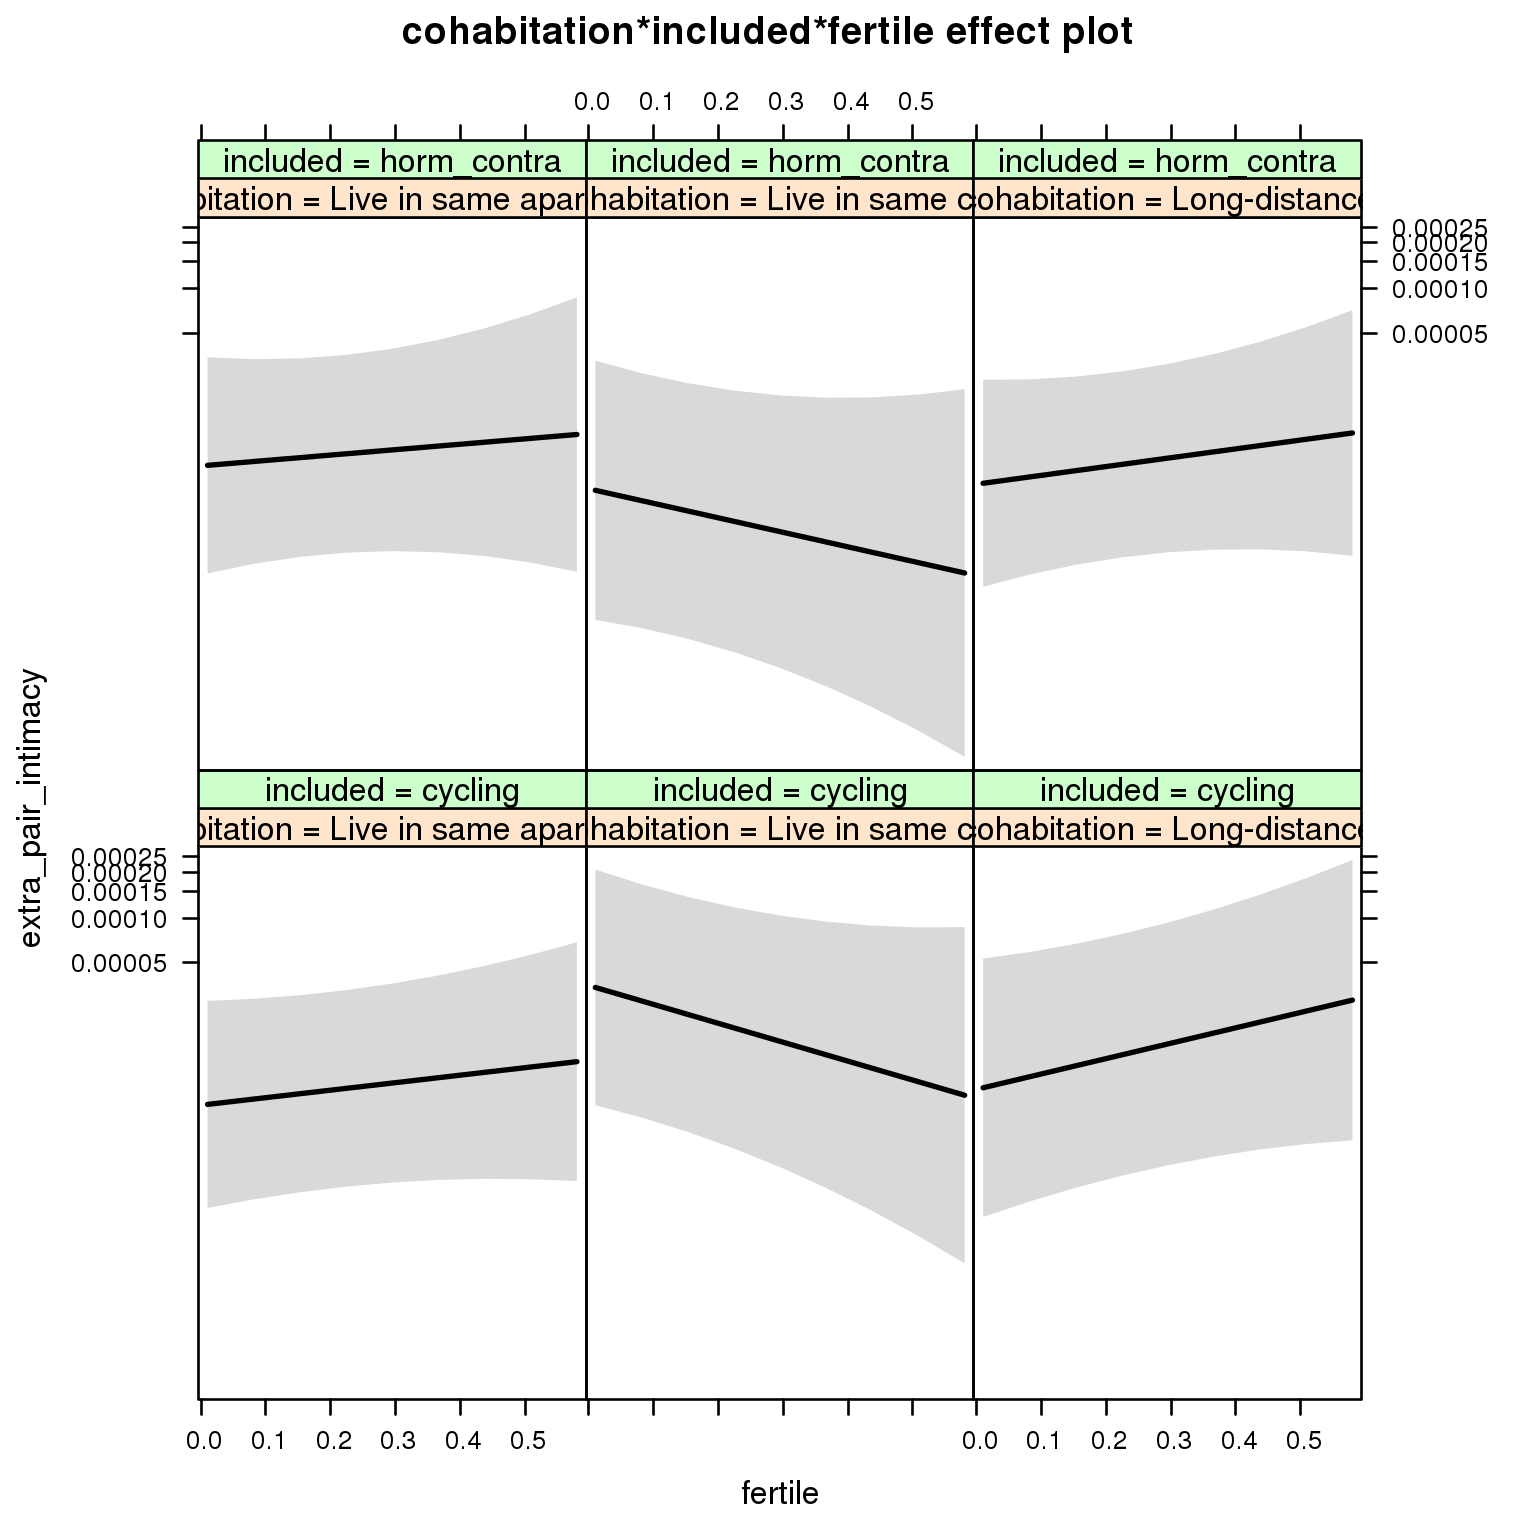 cohabitation*included*fertile effect plot
0.0 0.1 0.2 0.3 0.4 0.5
included = horm_contra included = horm_contra included = horm_contra
bitation = Live in same apar habitation = Live in same c ohabitation = Long-distance
0.00025
0.00020
0.00015
0.00010
0.00005
extra_pair_intimacy
included = cycling included = cycling included = cycling
bitation = Live in same apar habitation = Live in same c ohabitation = Long-distance
0.00025
0.00020
0.00015
0.00010
0.00005
0.0 0.1 0.2 0.3 0.4 0.5 0.0 0.1 0.2 0.3 0.4 0.5
fertile